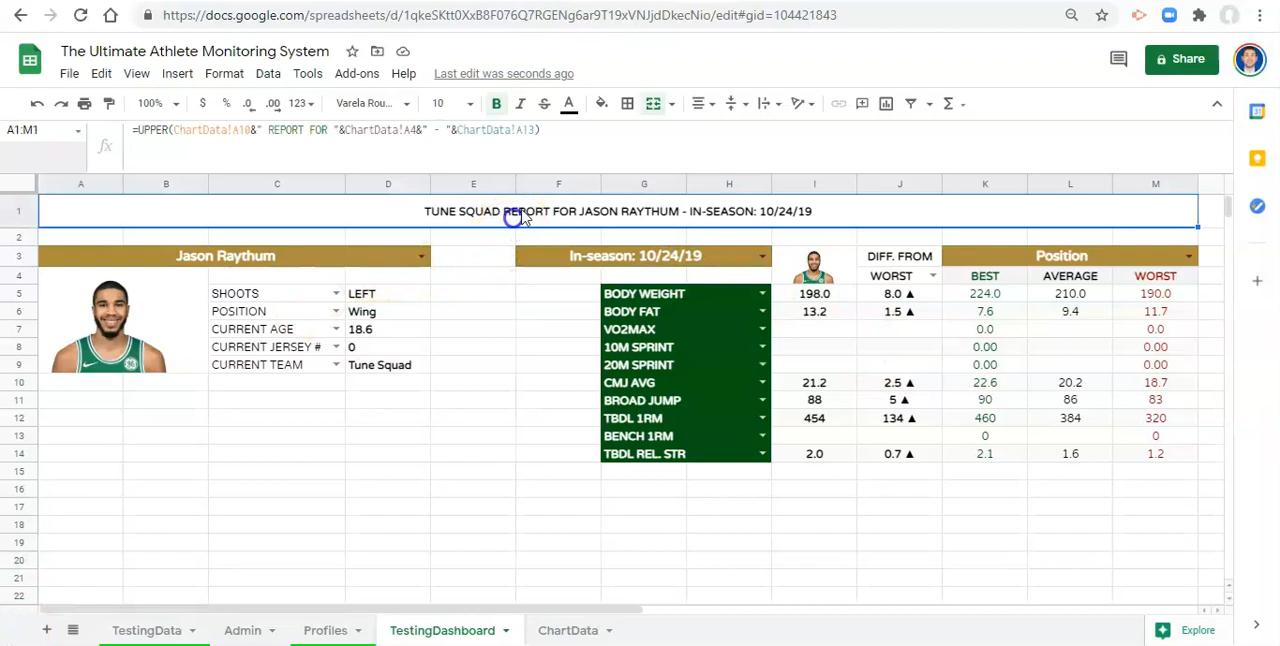 https://docs.google.com/spreadsheets/d/1qkeSKtt0XxB8F076Q7RGENg6ar9T19xVNJjdDkecNio/edit#gid=104421843
The Ultimate Athlete Monitoring System
File Edit View Insert Format Data Tools Add-ons Help Last edit was seconds ago
Share
100% $ % .0 .00 123 Varela Rou... 10 B I S A
A1:M1 fx =UPPER(ChartData!A10&" REPORT FOR "&ChartData!A4&" - "&ChartData!A13)
A B C D E F G H I J K L M
1 TUNE SQUAD REPORT FOR JASON RAYTHUM - IN-SEASON: 10/24/19
2
3 Jason Raythum In-season: 10/24/19 DIFF. FROM Position
4 WORST BEST AVERAGE WORST
5 SHOOTS LEFT BODY WEIGHT 198.0 8.0 ▲ 224.0 210.0 190.0
6 POSITION Wing BODY FAT 13.2 1.5 ▲ 7.6 9.4 11.7
7 CURRENT AGE 18.6 VO2MAX 0.0 0.0
8 CURRENT JERSEY # 0 10M SPRINT 0.00 0.00
9 CURRENT TEAM Tune Squad 20M SPRINT 0.00 0.00
10 CMJ AVG 21.2 2.5 ▲ 22.6 20.2 18.7
11 BROAD JUMP 88 5 ▲ 90 86 83
12 TBDL 1RM 454 134 ▲ 460 384 320
13 BENCH 1RM 0 0
14 TBDL REL. STR 2.0 0.7 ▲ 2.1 1.6 1.2
15
16
17
18
19
20
21
22
TestingData Admin Profiles TestingDashboard ChartData Explore